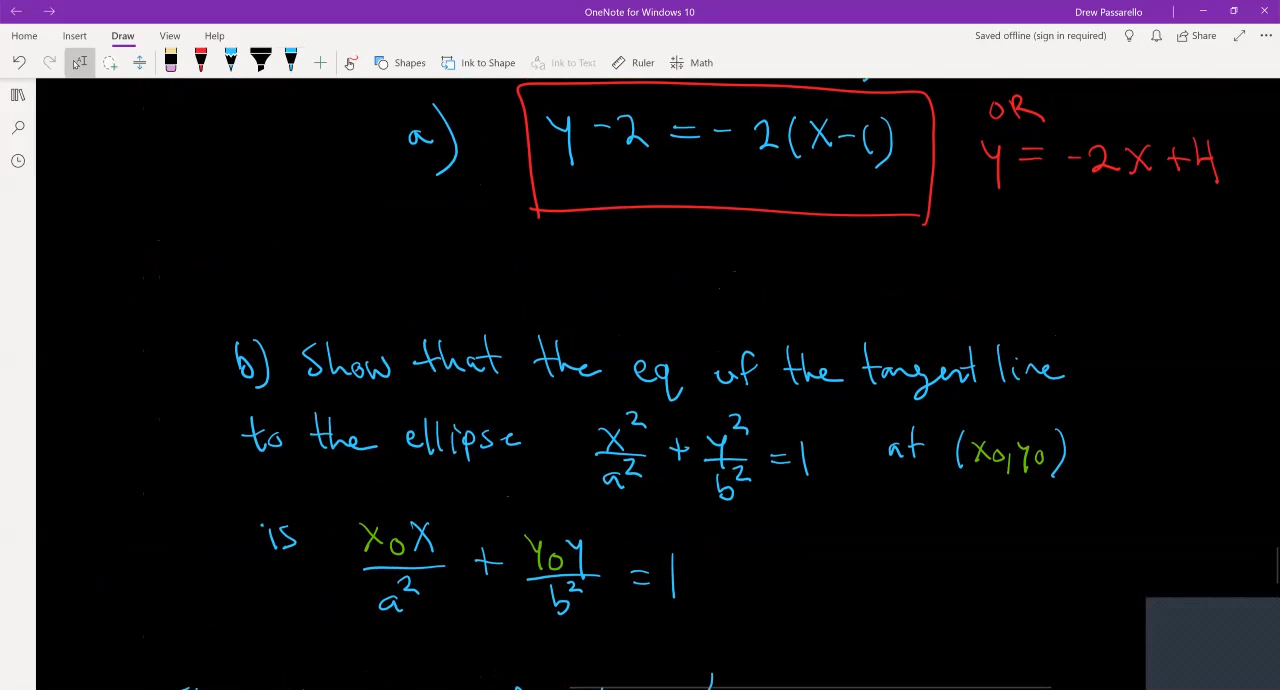 OneNote for Windows 10
Drew Passarello
Home Insert Draw View Help
Saved offline (sign in required) Share
Shapes Ink to Shape Ink to Text Ruler Math
a) y - 2 = - 2 (x - 1)
OR
y = - 2x + 4
b) Show that the eq of the tangent line
to the ellipse x²/a² + y²/b² = 1 at (x₀, y₀)
is x₀x/a² + y₀y/b² = 1